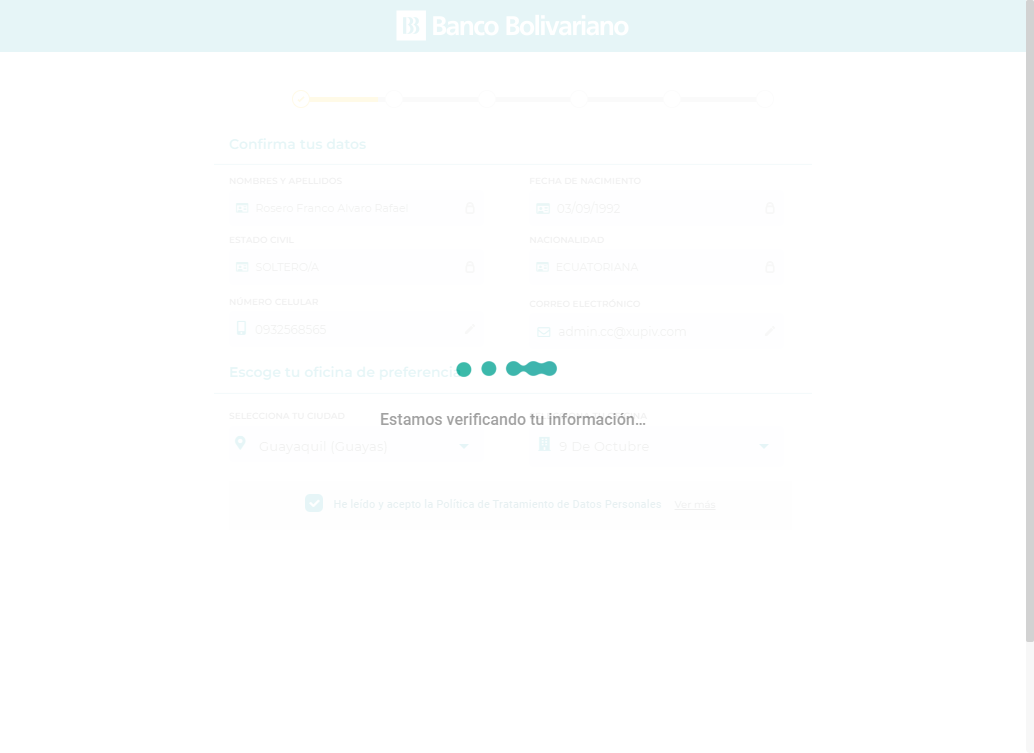 Banco Bolivariano
Confirma tus datos
NOMBRES Y APELLIDOS
FECHA DE NACIMIENTO
Rosero Franco Alvaro Rafael
03/09/1992
ESTADO CIVIL
NACIONALIDAD
SOLTERO/A
ECUATORIANA
NÚMERO CELULAR
CORREO ELECTRÓNICO
0932568565
admin.cc@xupiv.com
Escoge tu oficina de preferencia
SELECCIONA TU CIUDAD
Estamos verificando tu información...
Guayaquil (Guayas)
9 De Octubre
He leído y acepto la Política de Tratamiento de Datos Personales Ver más